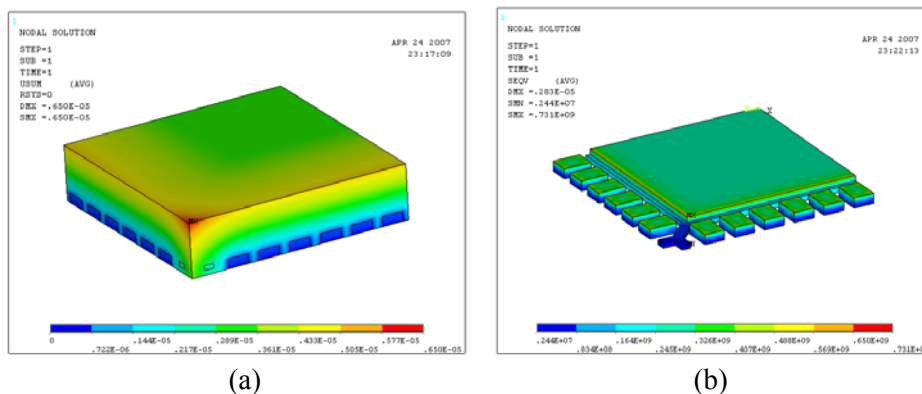 1
NODAL SOLUTION
STEP=1
SUB =1
TIME=1
USUM (AVG)
RSYS=0
DMX =.650E-05
SMX =.650E-05
APR 24 2007
23:17:09
MX
0
.722E-06
.144E-05
.217E-05
.289E-05
.361E-05
.433E-05
.505E-05
.577E-05
.650E-05
(a)
1
NODAL SOLUTION
STEP=1
SUB =1
TIME=1
SEQV (AVG)
DMX =.283E-05
SMN =.244E+07
SMX =.731E+09
APR 24 2007
23:22:13
X
.244E+07
.834E+08
.164E+09
.245E+09
.326E+09
.407E+09
.488E+09
.569E+09
.650E+09
(b)